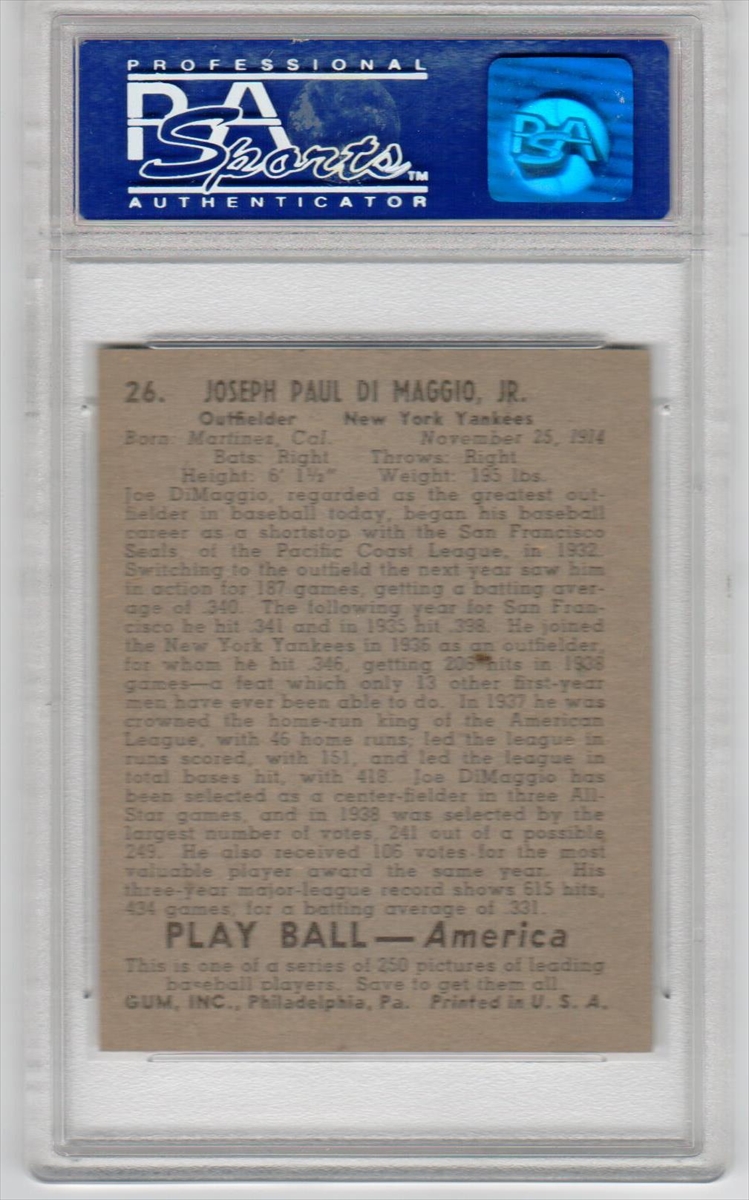 PROFESSIONAL
PSA
Sports™
AUTHENTICATOR
PSA
26. JOSEPH PAUL DI MAGGIO, JR.
Outfielder New York Yankees
Born: Martinez, Cal. November 25, 1914
Bats: Right Throws: Right
Height: 6' 1½" Weight: 195 lbs.
Joe DiMaggio, regarded as the greatest out-
fielder in baseball today, began his baseball
career as a shortstop with the San Francisco
Seals, of the Pacific Coast League, in 1932.
Switching to the outfield the next year saw him
in action for 187 games, getting a batting aver-
age of .340. The following year for San Fran-
cisco he hit .341 and in 1935 hit .398. He joined
the New York Yankees in 1936 as an outfielder,
for whom he hit .346, getting 206 hits in 1938
games—a feat which only 13 other first-year
men have ever been able to do. In 1937 he was
crowned the home-run king of the American
League, with 46 home runs; led the league in
runs scored, with 151, and led the league in
total bases hit, with 418. Joe DiMaggio has
been selected as a center-fielder in three All-
Star games, and in 1938 was selected by the
largest number of votes, 241 out of a possible
249. He also received 106 votes for the most
valuable player award the same year. His
three-year major-league record shows 615 hits,
434 games, for a batting average of .331.
PLAY BALL — America
This is one of a series of 250 pictures of leading
baseball players. Save to get them all.
GUM, INC., Philadelphia, Pa. Printed in U. S. A.